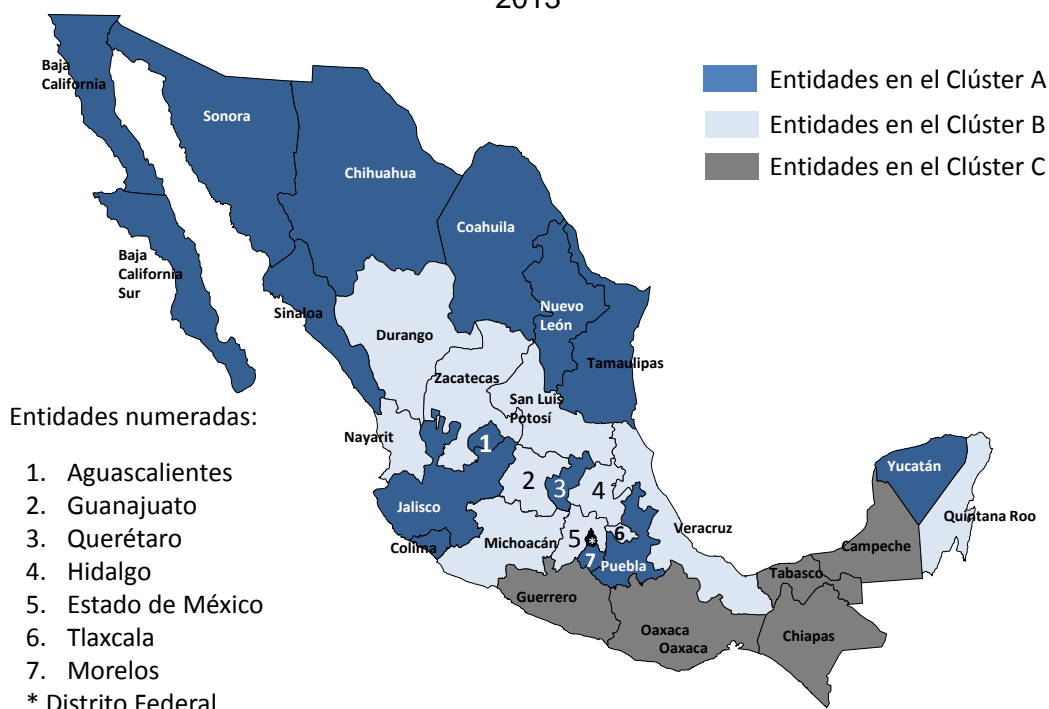 2013
Baja
California
Sonora
Chihuahua
Coahuila
Nuevo
León
Tamaulipas
Baja
California
Sur
Sinaloa
Durango
Zacatecas
San Luis
Potosí
Nayarit
Jalisco
Colima
Michoacán
Guerrero
Oaxaca
Oaxaca
Puebla
Veracruz
Tabasco
Chiapas
Campeche
Yucatán
Quintana Roo
1
2
3
4
5
*
6
7
Entidades en el Clúster A
Entidades en el Clúster B
Entidades en el Clúster C
Entidades numeradas:
1. Aguascalientes
2. Guanajuato
3. Querétaro
4. Hidalgo
5. Estado de México
6. Tlaxcala
7. Morelos
* Distrito Federal